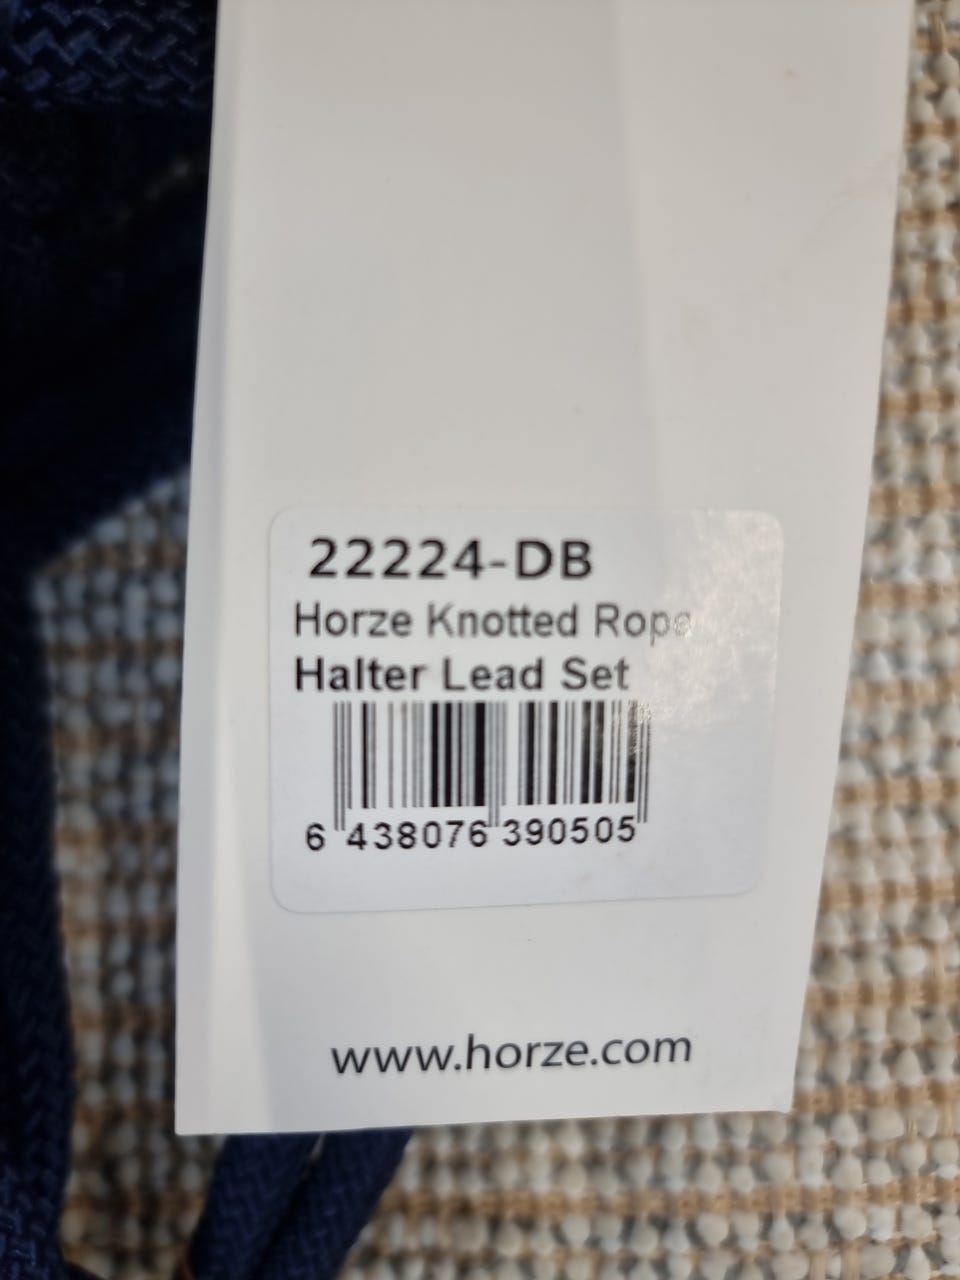 22224-DB
Horze Knotted Rope
Halter Lead Set
6 438076 390505
www.horze.com